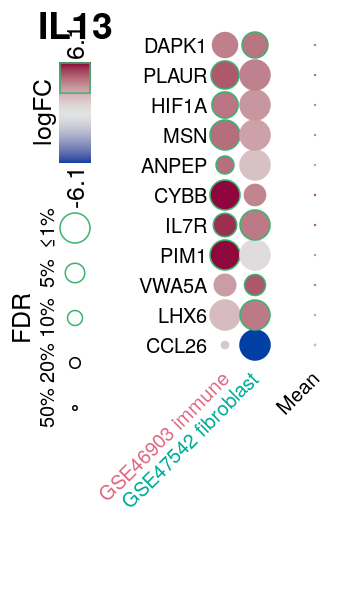 IL13
6.1
logFC
-6.1
FDR
≤1%
5%
10%
20%
50%
DAPK1
PLAUR
HIF1A
MSN
ANPEP
CYBB
IL7R
PIM1
VWA5A
LHX6
CCL26
GSE46903 immune
GSE47542 fibroblast
Mean